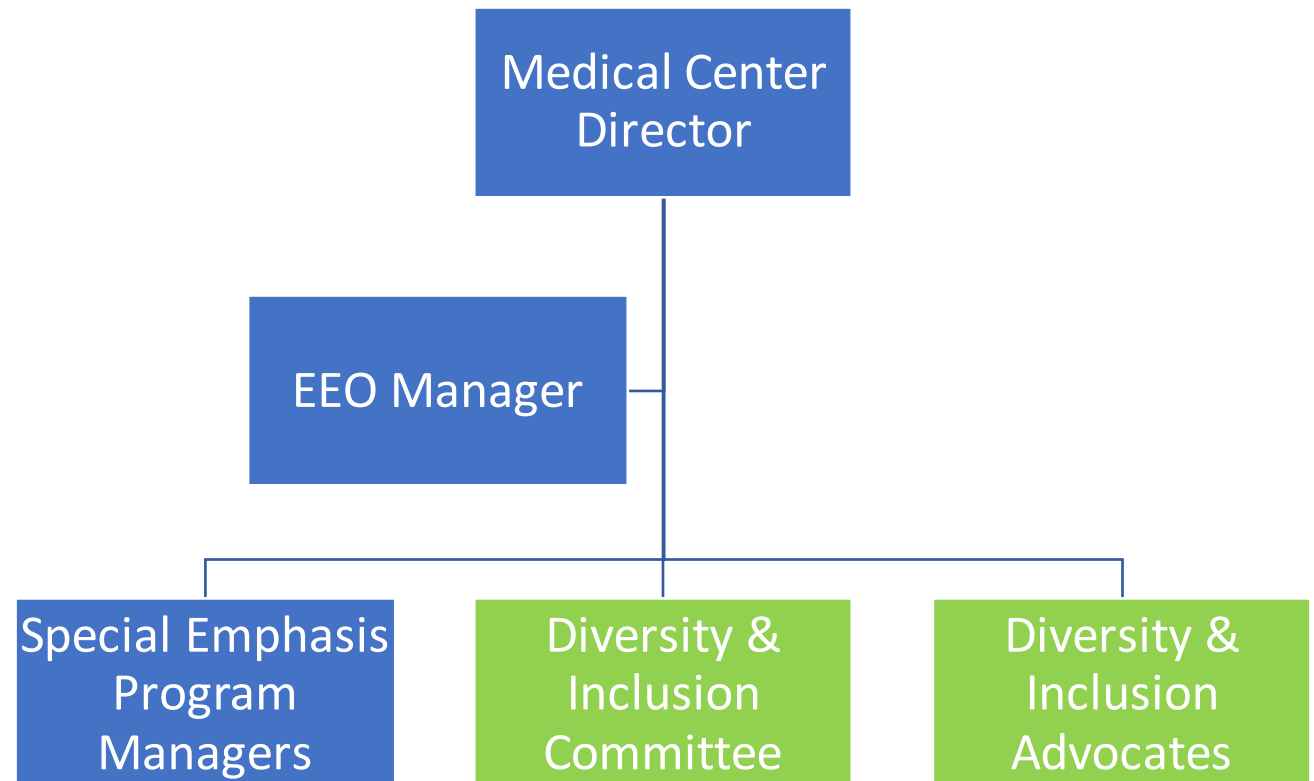 Medical Center
Director
EEO Manager
Special Emphasis
Program
Managers
Diversity &
Inclusion
Committee
Diversity &
Inclusion
Advocates